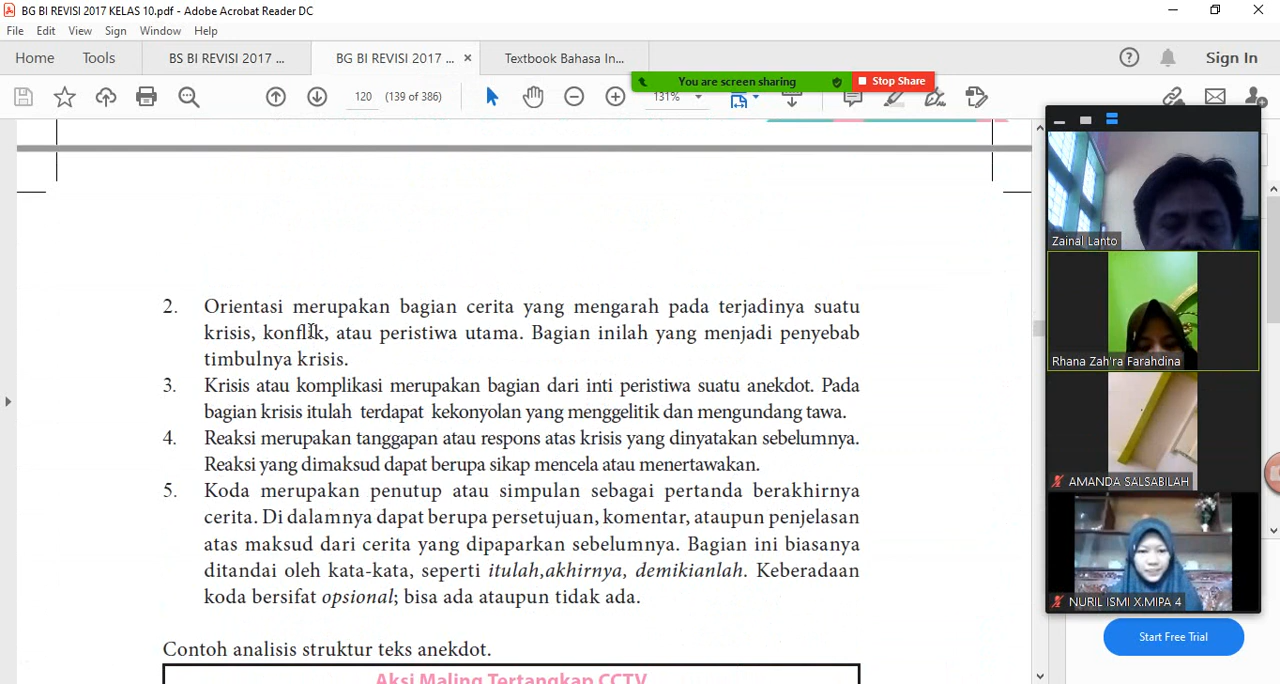 BG BI REVISI 2017 KELAS 10.pdf - Adobe Acrobat Reader DC
File Edit View Sign Window Help
Home Tools BS BI REVISI 2017 ... BG BI REVISI 2017 ... × Textbook Bahasa In... Sign In
You are screen sharing Stop Share
120 (139 of 386) 131%
2. Orientasi merupakan bagian cerita yang mengarah pada terjadinya suatu
krisis, konflik, atau peristiwa utama. Bagian inilah yang menjadi penyebab
timbulnya krisis.
3. Krisis atau komplikasi merupakan bagian dari inti peristiwa suatu anekdot. Pada
bagian krisis itulah terdapat kekonyolan yang menggelitik dan mengundang tawa.
4. Reaksi merupakan tanggapan atau respons atas krisis yang dinyatakan sebelumnya.
Reaksi yang dimaksud dapat berupa sikap mencela atau menertawakan.
5. Koda merupakan penutup atau simpulan sebagai pertanda berakhirnya
cerita. Di dalamnya dapat berupa persetujuan, komentar, ataupun penjelasan
atas maksud dari cerita yang dipaparkan sebelumnya. Bagian ini biasanya
ditandai oleh kata-kata, seperti itulah,akhirnya, demikianlah. Keberadaan
koda bersifat opsional; bisa ada ataupun tidak ada.
Contoh analisis struktur teks anekdot.
Aksi Maling Tertangkap CCTV
Zainal Lanto
Rhana Zah'ra Farahdina
AMANDA SALSABILAH
NURIL ISMI X.MIPA 4
Start Free Trial